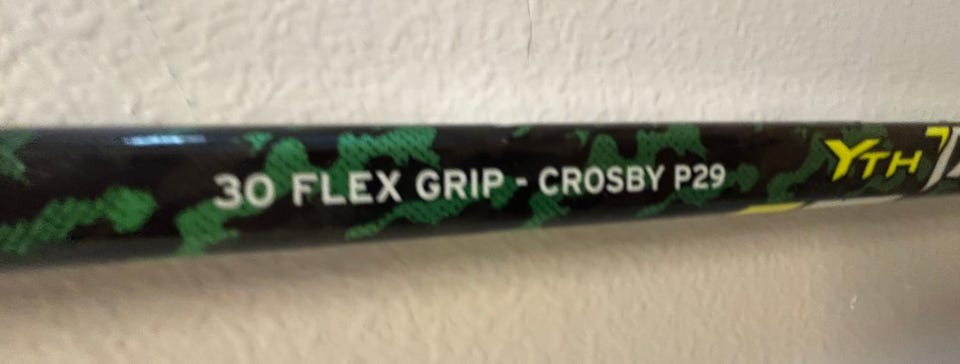 30 FLEX GRIP - CROSBY P29
YTH